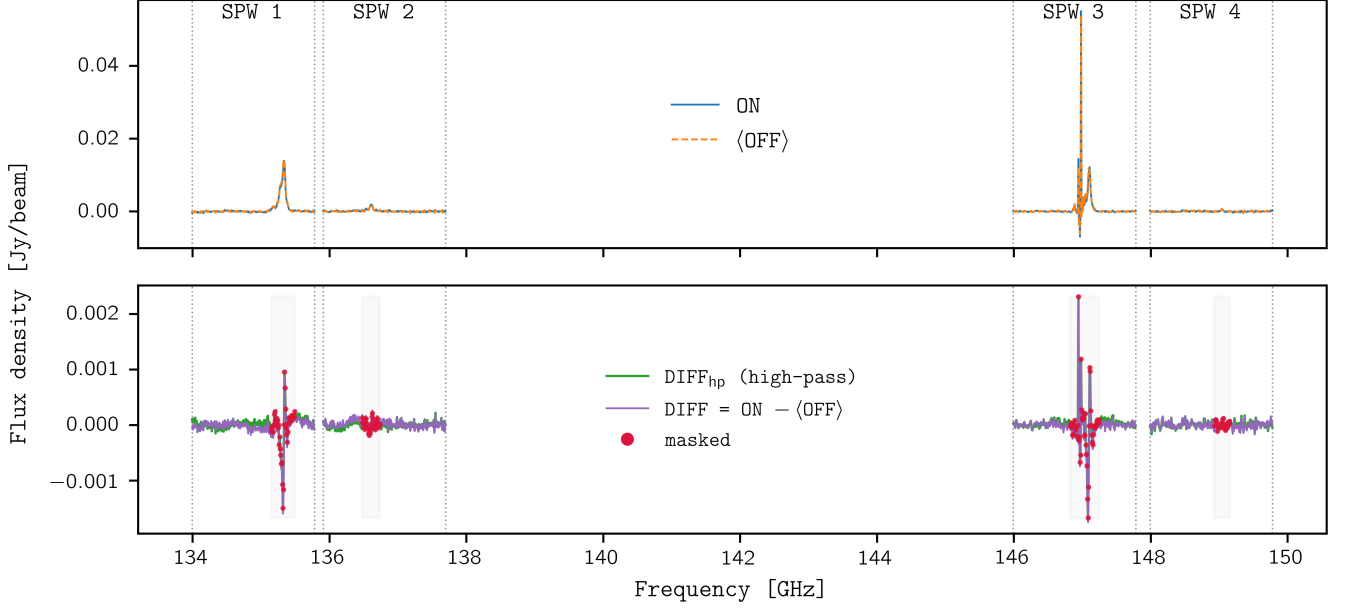 SPW 1
SPW 2
SPW 3
SPW 4
0.04
0.02
0.00
ON
⟨OFF⟩
Flux density [Jy/beam]
0.002
0.001
0.000
−0.001
DIFFhp (high-pass)
DIFF = ON − ⟨OFF⟩
masked
134
136
138
140
142
144
146
148
150
Frequency [GHz]